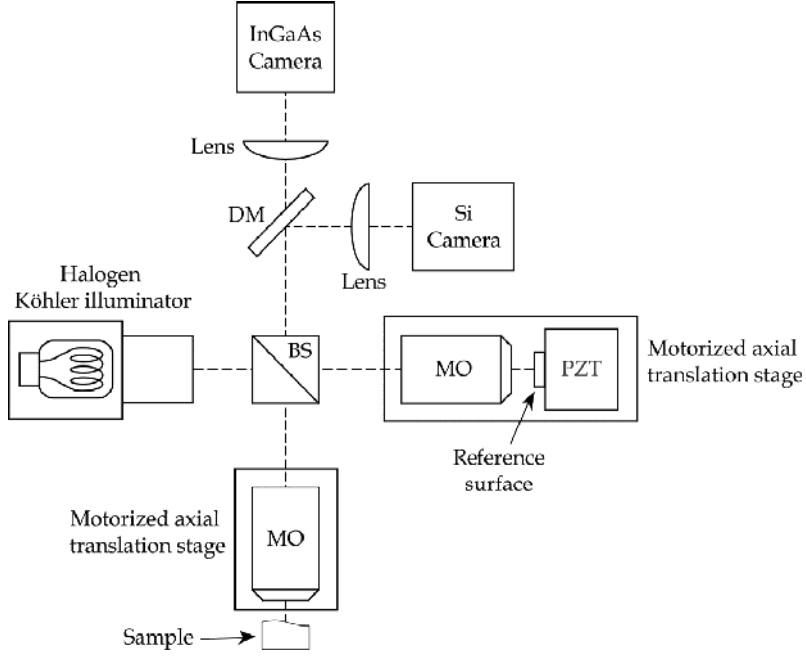 InGaAs
Camera
Lens
DM
Si
Camera
Lens
Halogen
Köhler illuminator
BS
MO
PZT
Motorized axial
translation stage
Reference
surface
Motorized axial
translation stage
MO
Sample